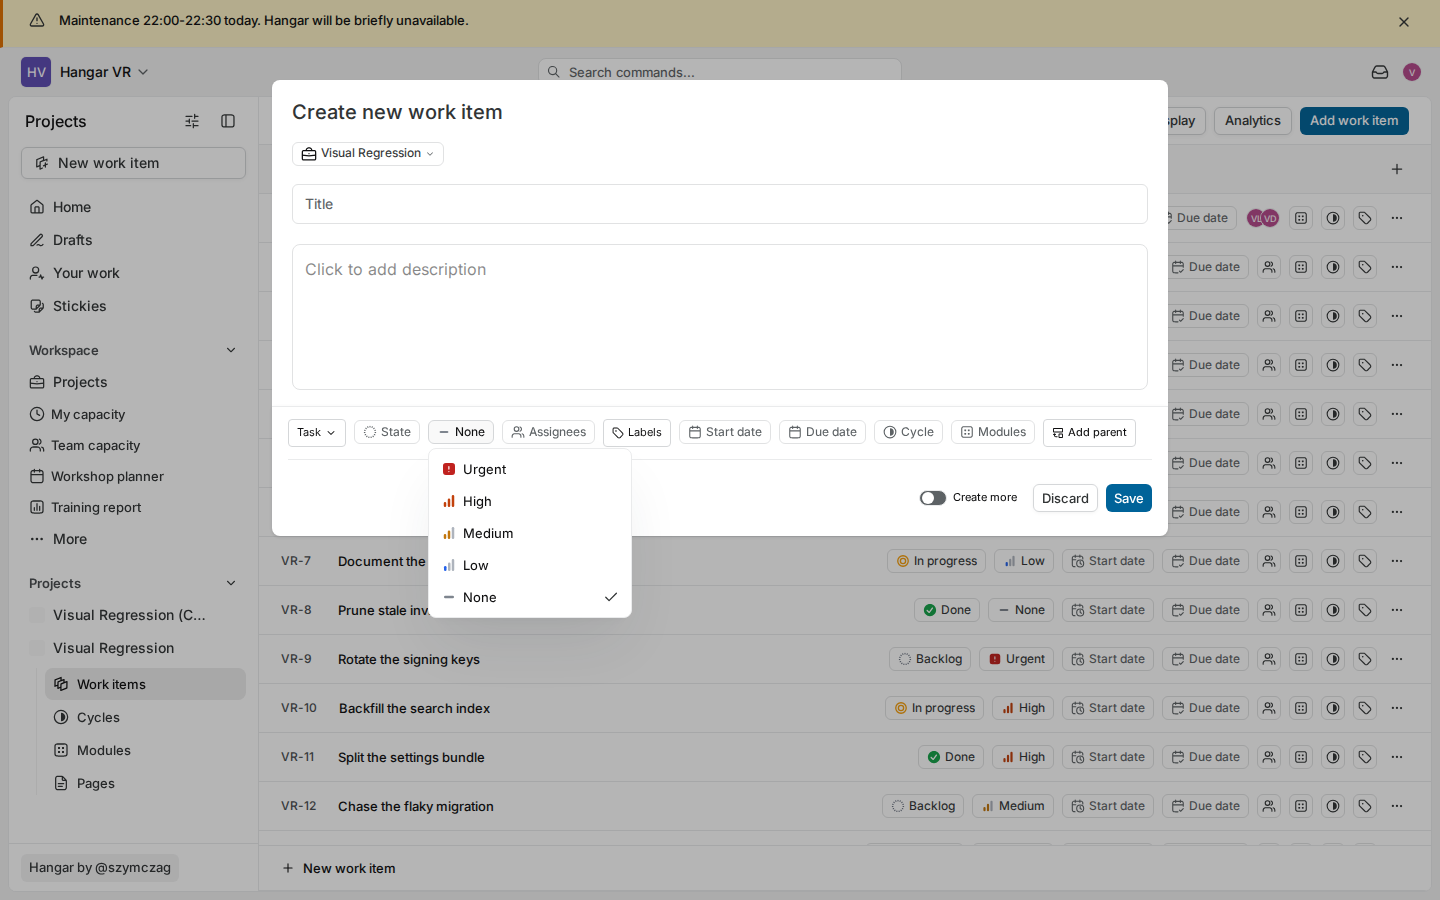 Maintenance 22:00-22:30 today. Hangar will be briefly unavailable.
HV
Hangar VR
Search commands...
V
Projects
New work item
Home
Drafts
Your work
Stickies
Workspace
Projects
My capacity
Team capacity
Workshop planner
Training report
More
Projects
Visual Regression (C...
Visual Regression
Work items
Cycles
Modules
Pages
Hangar by @szymczag
Analytics
Add work item
Create new work item
Visual Regression
Title
Click to add description
Task
State
None
Assignees
Labels
Start date
Due date
Cycle
Modules
Add parent
Urgent
High
Medium
Low
None
Create more
Discard
Save
Due date
VD
Due date
Due date
Due date
Due date
Due date
Due date
VR-7 Document the In progress Low Start date Due date
VR-8 Prune stale Done None Start date Due date
VR-9 Rotate the signing keys Backlog Urgent Start date Due date
VR-10 Backfill the search index In progress High Start date Due date
VR-11 Split the settings bundle Done High Start date Due date
VR-12 Chase the flaky migration Backlog Medium Start date Due date
New work item